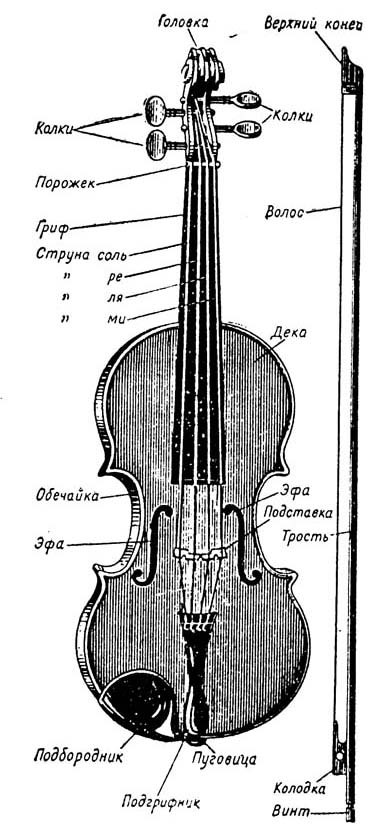 Головка
Верхний конец
Колки
Колки
Порожек
Гриф
Волос
Струна соль
" ре
" ля
" ми
Дека
Обечайка
Эфа
Подставка
Эфа
Трость
Подбородник
Пуговица
Подгрифник
Колодка
Винт